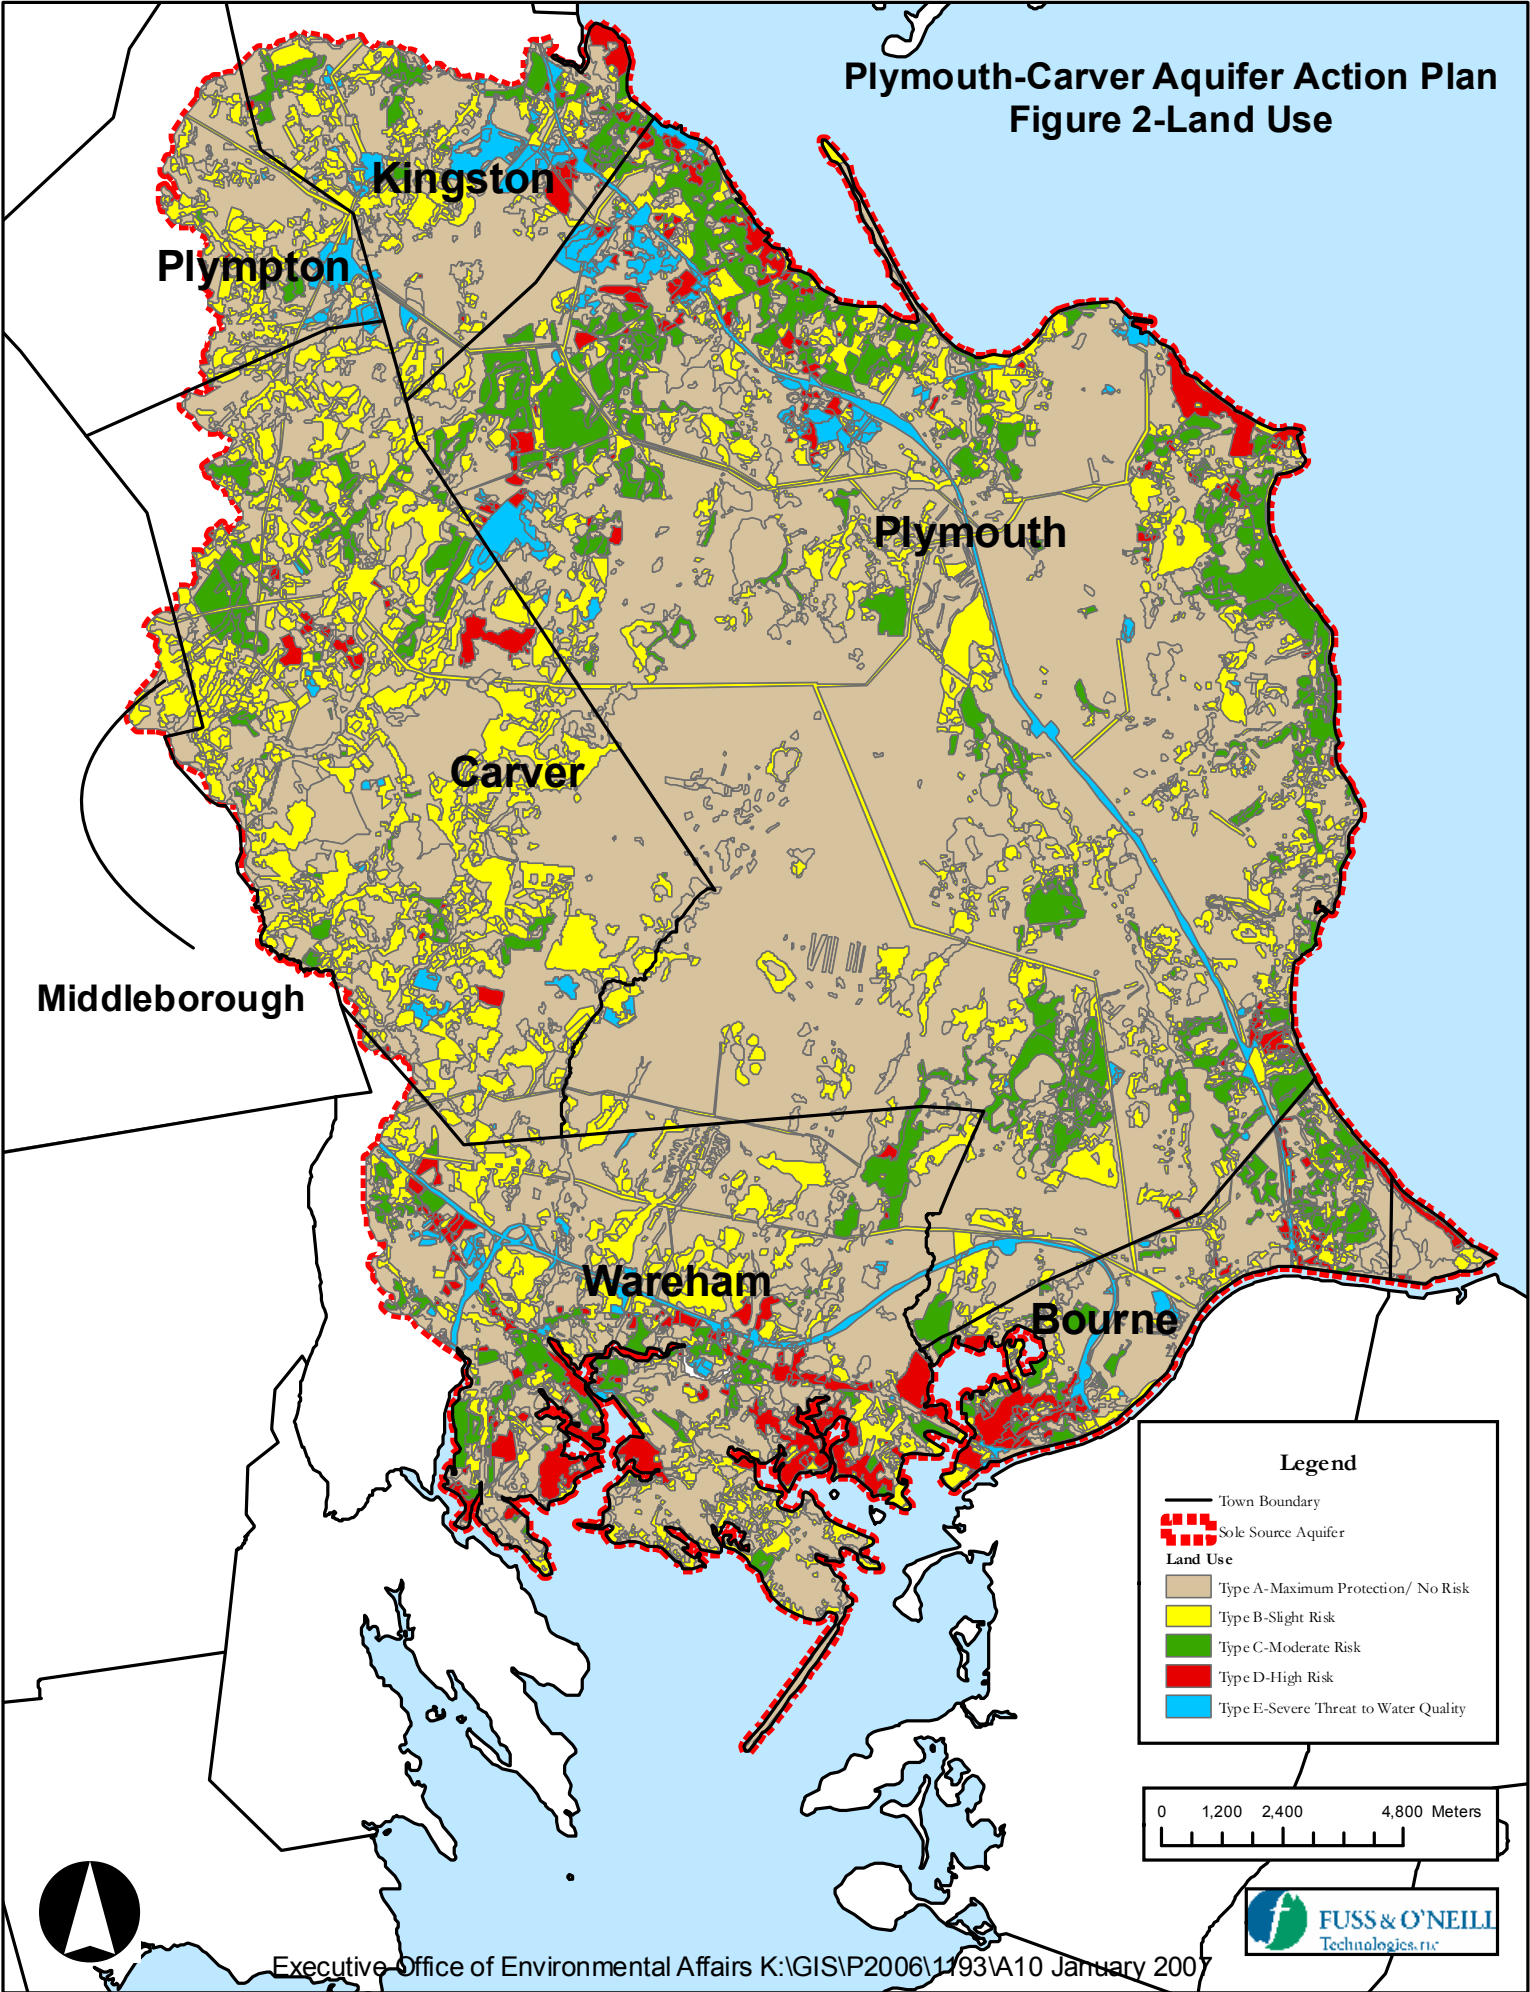 Plymouth-Carver Aquifer Action Plan
Figure 2-Land Use
Kingston
Plympton
Plymouth
Carver
Middleborough
Wareham
Bourne
Legend
Town Boundary
Sole Source Aquifer
Land Use
Type A-Maximum Protection/ No Risk
Type B-Slight Risk
Type C-Moderate Risk
Type D-High Risk
Type E-Severe Threat to Water Quality
0 1,200 2,400 4,800 Meters
FUSS & O'NEILL
Technologies
Executive Office of Environmental Affairs K:\GIS\P2006\1193\A10 January 2007